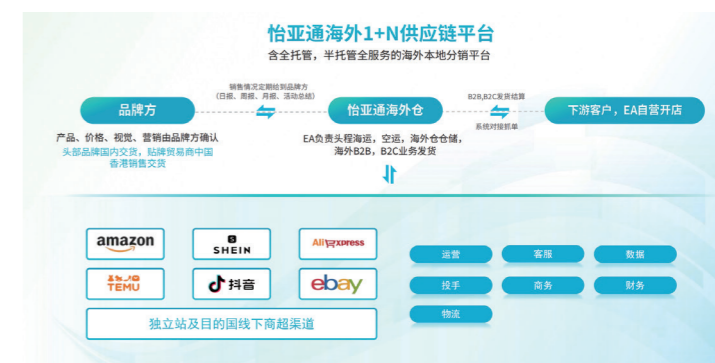 怡亚通海外1+N供应链平台
含全托管，半托管全服务的海外本地分销平台
销售情况定期给到品牌方
（日报、周报、月报、活动总结）
B2B,B2C发货结算
品牌方
怡亚通海外仓
下游客户，EA自营开店
系统对接抓单
产品、价格、视觉、营销由品牌方确认
头部品牌国内交货，贴牌贸易商中国
香港销售交货
EA负责头程海运，空运，海外仓仓储，
海外B2B，B2C业务发货
amazon
SHEIN
AliExpress
TEMU
抖音
ebay
独立站及目的国线下商超渠道
运营
客服
数据
投手
商务
财务
物流